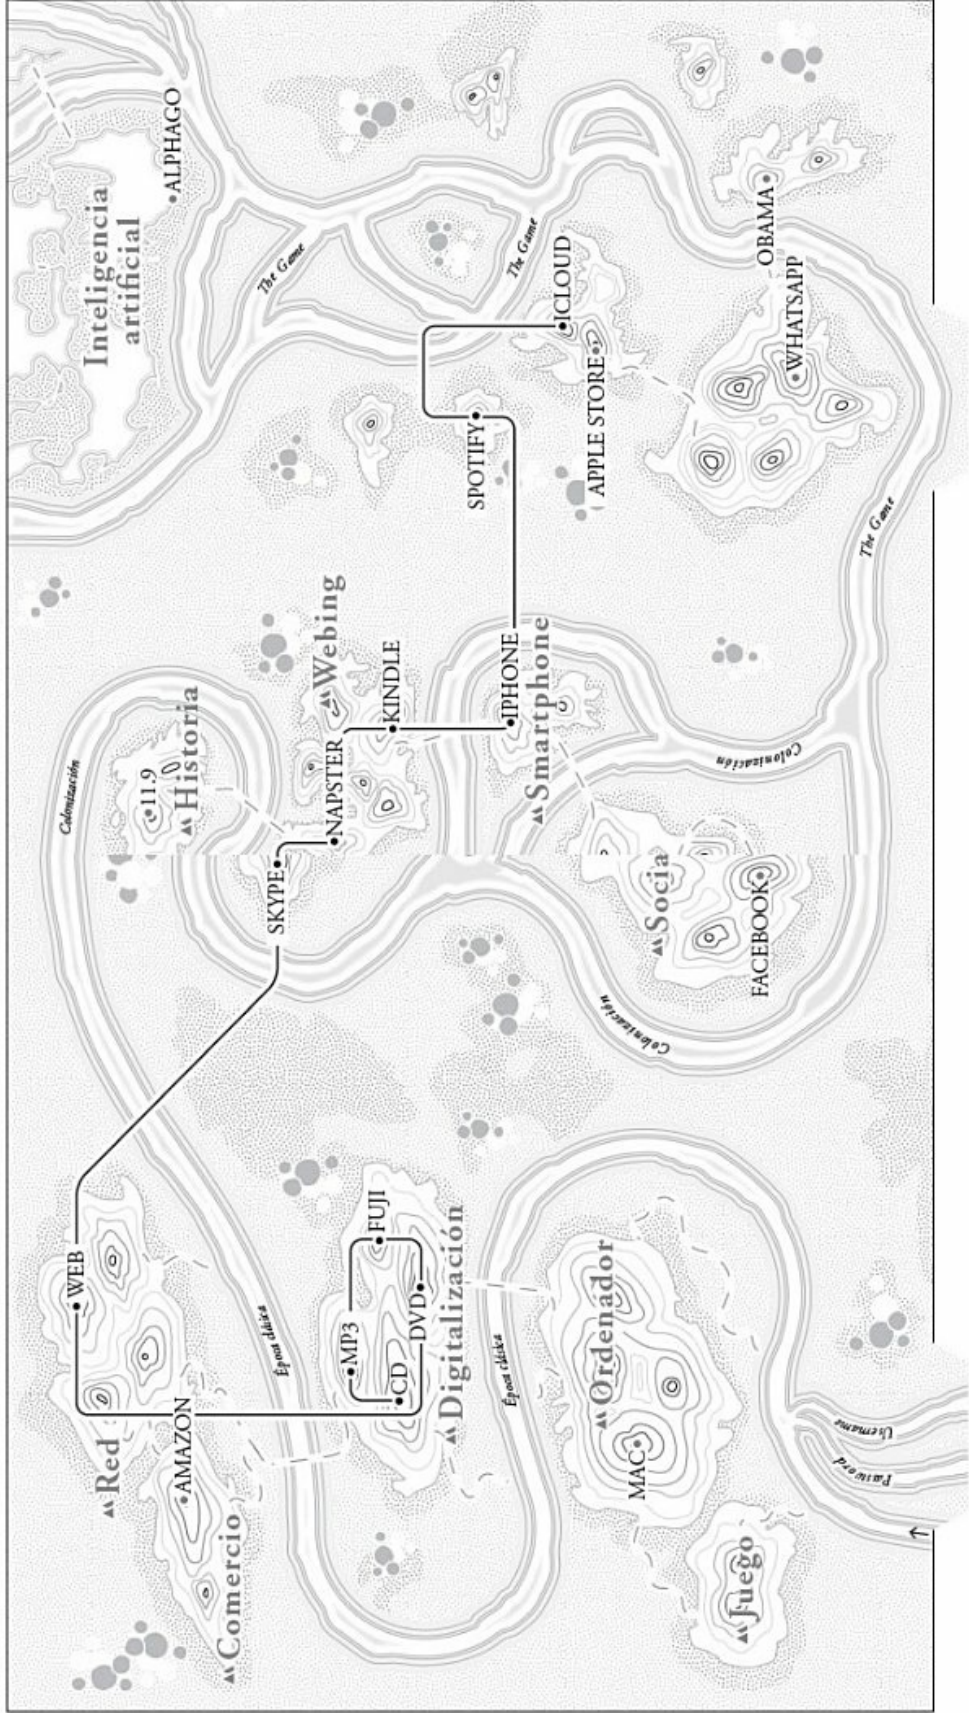 Red
WEB
AMAZON
Comercio
Época clásica
MP3
FUJI
CD
DVD
Digitalización
Época clásica
Ordenador
MAC
Juego
Password
Username
Colonización
11.9
Historia
SKYPE
NAPSTER
Webing
KINDLE
IPHONE
Smartphone
Colonización
Socia
FACEBOOK
Colonización
Inteligencia
artificial
ALPHAGO
The Game
SPOTIFY
The Game
ICLOUD
APPLE STORE
OBAMA
WHATSAPP
The Game